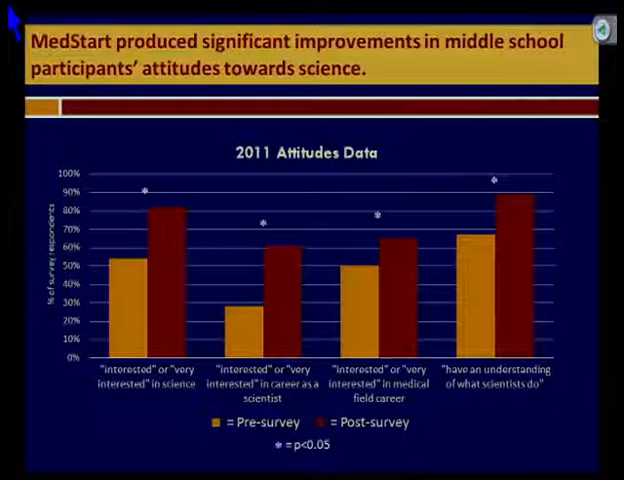 MedStart produced significant improvements in middle school
participants' attitudes towards science.
2011 Attitudes Data
100%
90%
80%
70%
60%
50%
40%
30%
20%
10%
0%
% of survey respondents
* * * *
"interested" or "very
interested" in science
"interested" or "very
interested" in career as a
scientist
"interested" or "very
interested" in medical
field career
"have an understanding
of what scientists do"
= Pre-survey = Post-survey
* = p<0.05